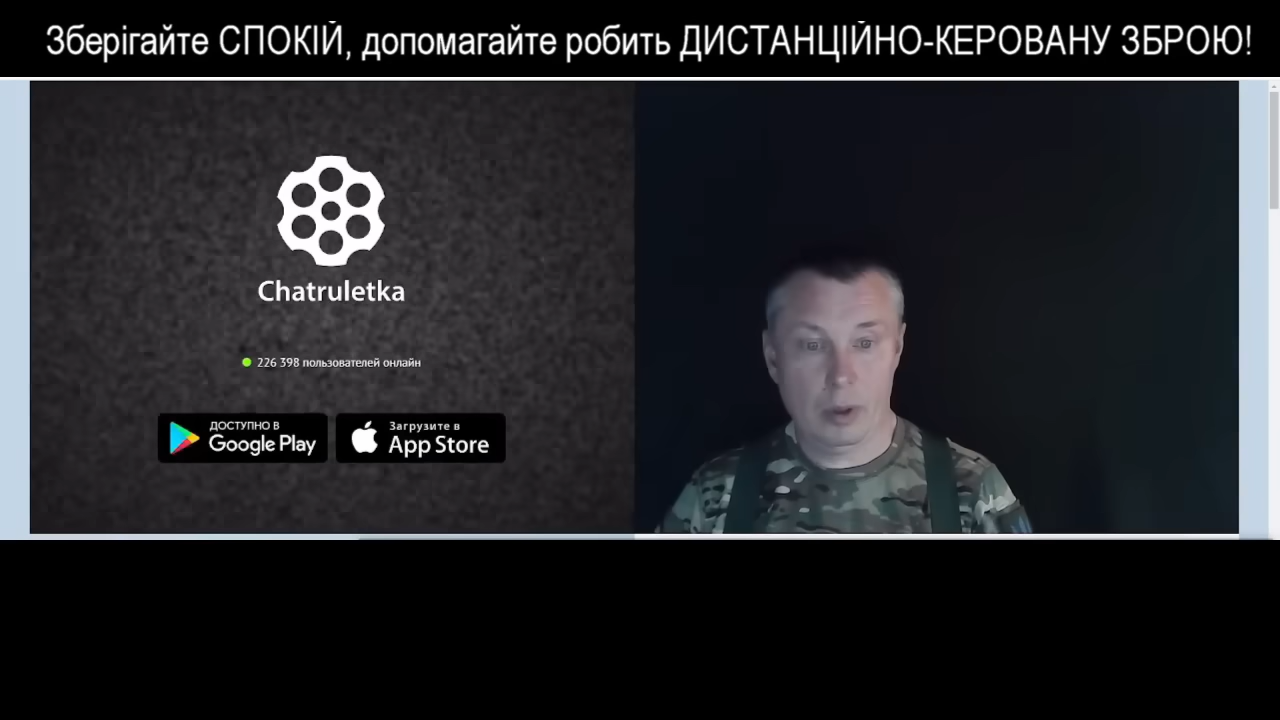 Зберігайте СПОКІЙ, допомагайте робить ДИСТАНЦІЙНО-КЕРОВАНУ ЗБРОЮ!
Chatruletka
226 398 пользователей онлайн
ДОСТУПНО В
Google Play
Загрузите в
App Store